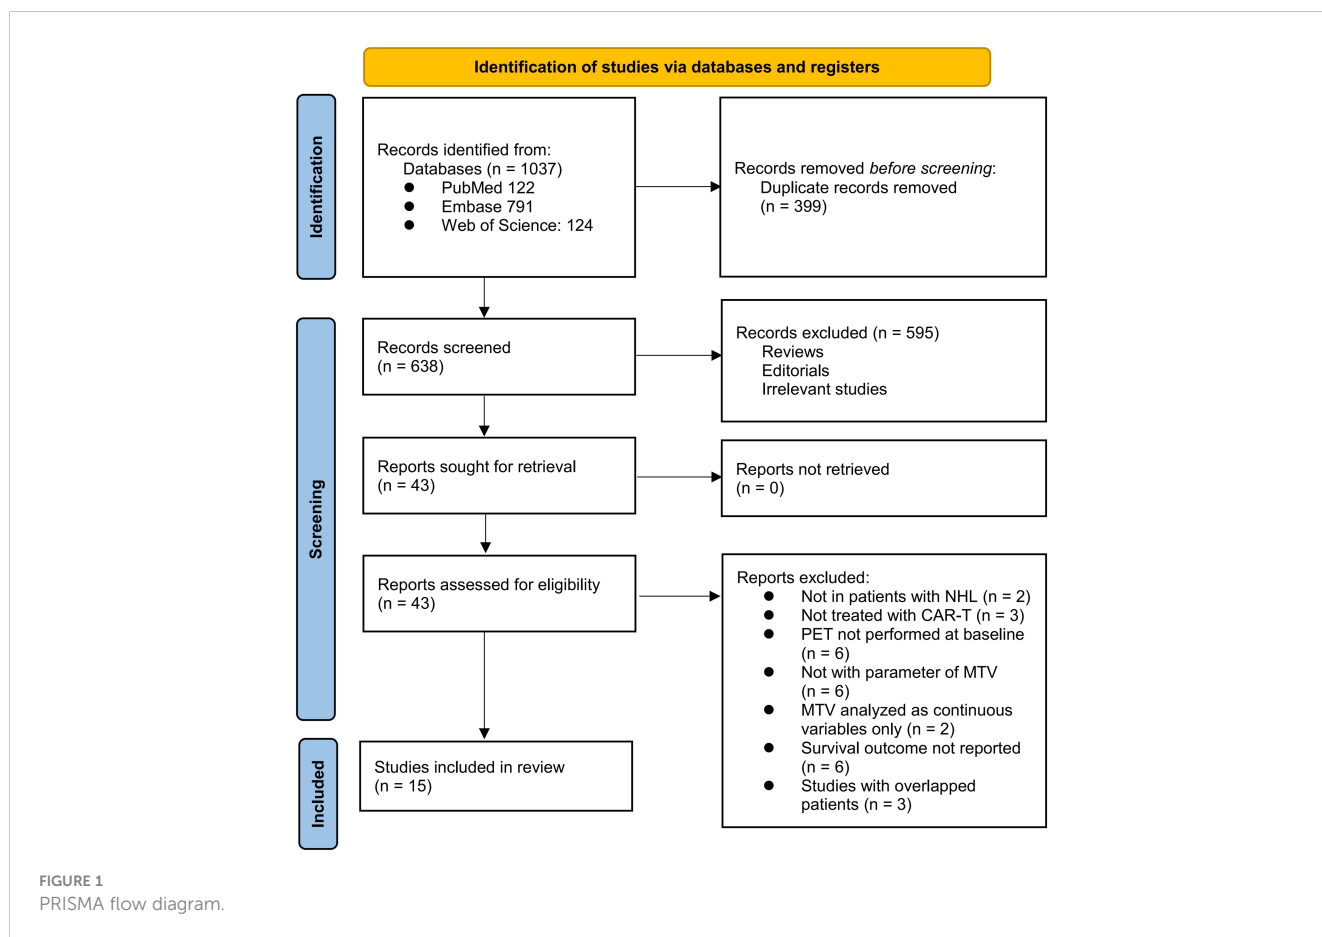 Identification of studies via databases and registers
Identification
Records identified from:
Databases (n = 1037)
● PubMed 122
● Embase 791
● Web of Science: 124
Records removed before screening:
Duplicate records removed
(n = 399)
Screening
Records screened
(n = 638)
Records excluded (n = 595)
Reviews
Editorials
Irrelevant studies
Reports sought for retrieval
(n = 43)
Reports not retrieved
(n = 0)
Reports assessed for eligibility
(n = 43)
Reports excluded:
● Not in patients with NHL (n = 2)
● Not treated with CAR-T (n = 3)
● PET not performed at baseline
(n = 6)
● Not with parameter of MTV
(n = 6)
● MTV analyzed as continuous
variables only (n = 2)
● Survival outcome not reported
(n = 6)
● Studies with overlapped
patients (n = 3)
Included
Studies included in review
(n = 15)
FIGURE 1
PRISMA flow diagram.